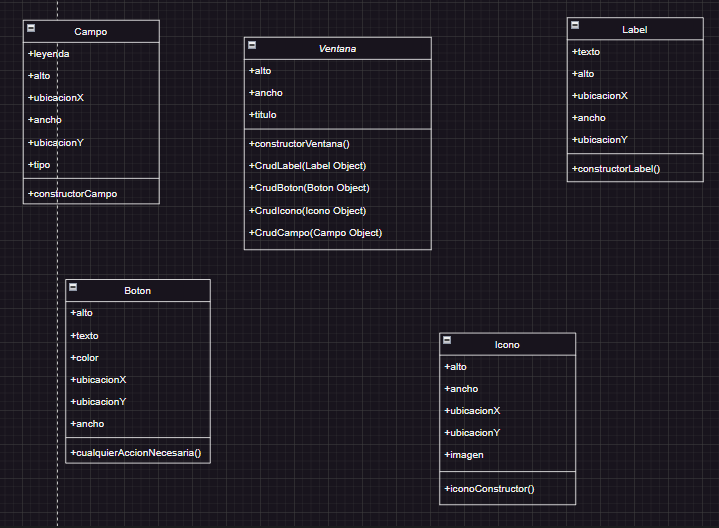 Campo
+leyenda
+alto
+ubicacionX
+ancho
+ubicacionY
+tipo
+constructorCampo
Ventana
+alto
+ancho
+titulo
+constructorVentana()
+CrudLabel(Label Object)
+CrudBoton(Boton Object)
+CrudIcono(Icono Object)
+CrudCampo(Campo Object)
Label
+texto
+alto
+ubicacionX
+ancho
+ubicacionY
+constructorLabel()
Boton
+alto
+texto
+color
+ubicacionX
+ubicacionY
+ancho
+cualquierAccionNecesaria()
Icono
+alto
+ancho
+ubicacionX
+ubicacionY
+imagen
+iconoConstructor()